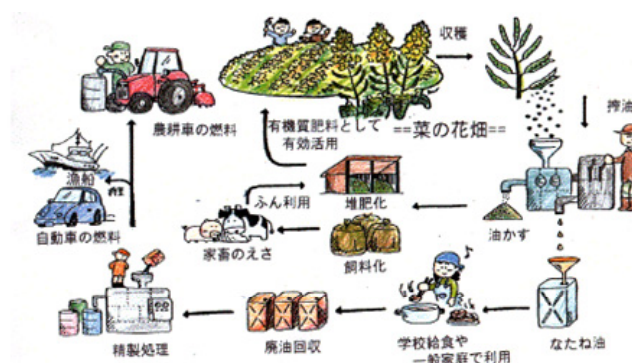 収穫
搾油
農耕車の燃料
有機質肥料として
有効活用
==菜の花畑==
漁船
自動車の燃料
ふん利用
堆肥化
油かす
家畜のえさ
飼料化
精製処理
廃油回収
学校給食や
一般家庭で利用
なたね油